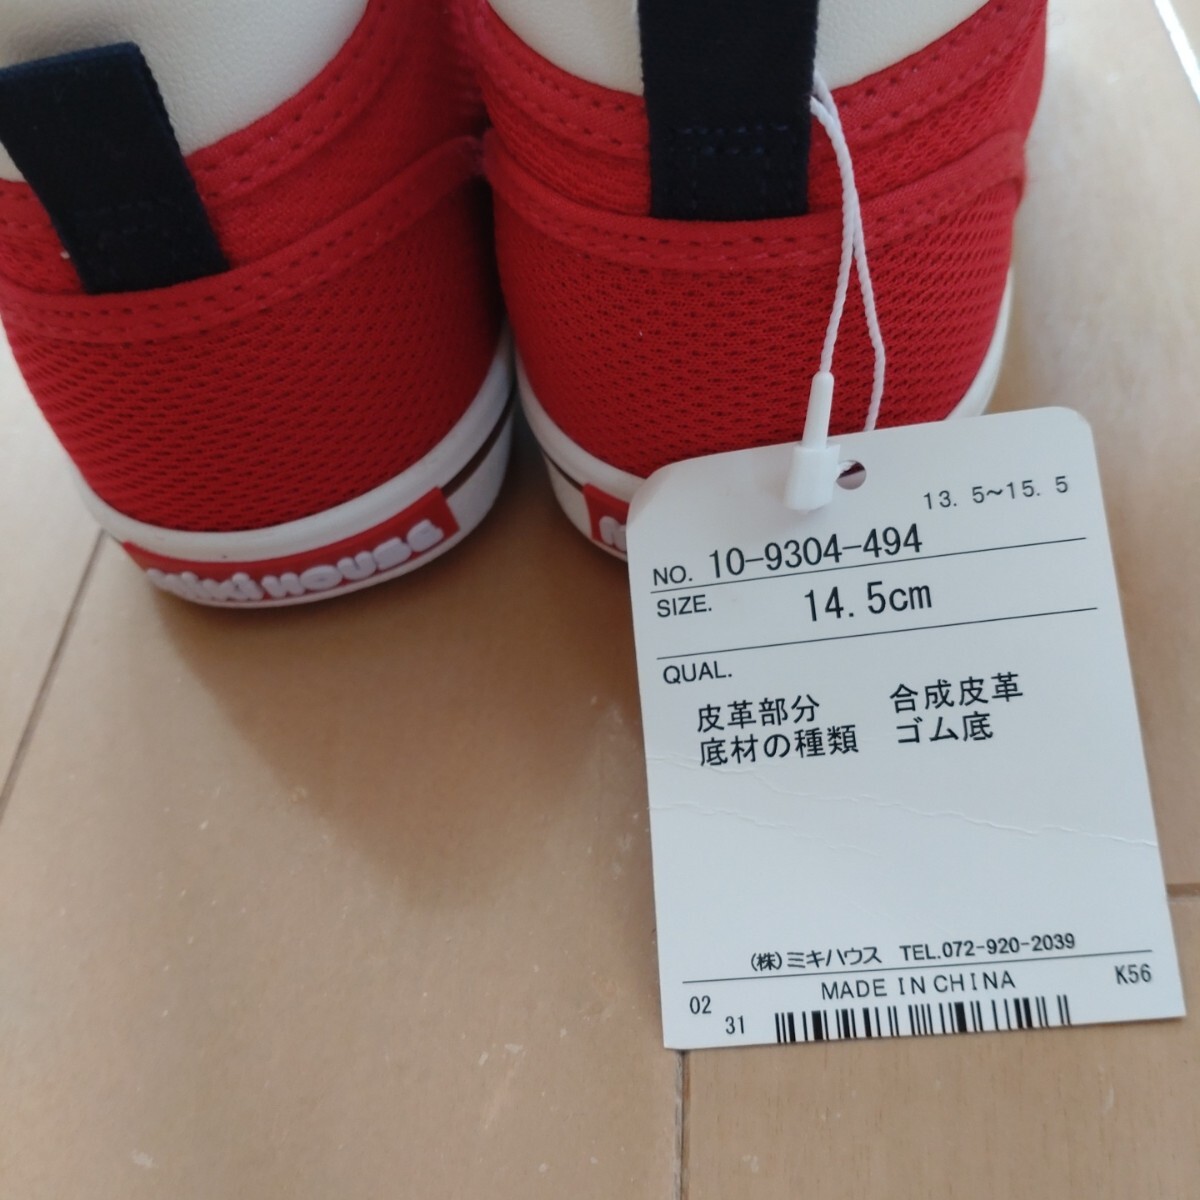 miki HOUSE
13. 5~15. 5
NO. 10-9304-494
SIZE. 14. 5cm
QUAL.
皮革部分 合成皮革
底材の種類 ゴム底
(株)ミキハウス TEL.072-920-2039
MADE IN CHINA K56
02
31